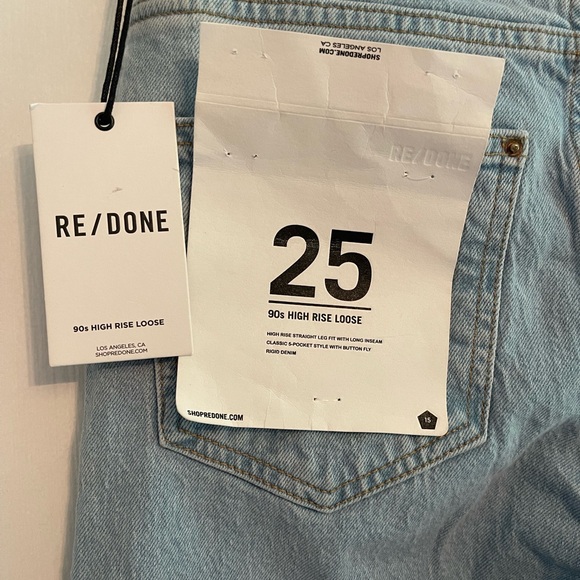 SHOPREDONE.COM
LOS ANGELES CA
RE/DONE
RE/DONE
90s HIGH RISE LOOSE
LOS ANGELES, CA
SHOPREDONE.COM
25
90s HIGH RISE LOOSE
HIGH RISE STRAIGHT LEG FIT WITH LONG INSEAM
CLASSIC 5-POCKET STYLE WITH BUTTON FLY
RIGID DENIM
SHOPREDONE.COM
15